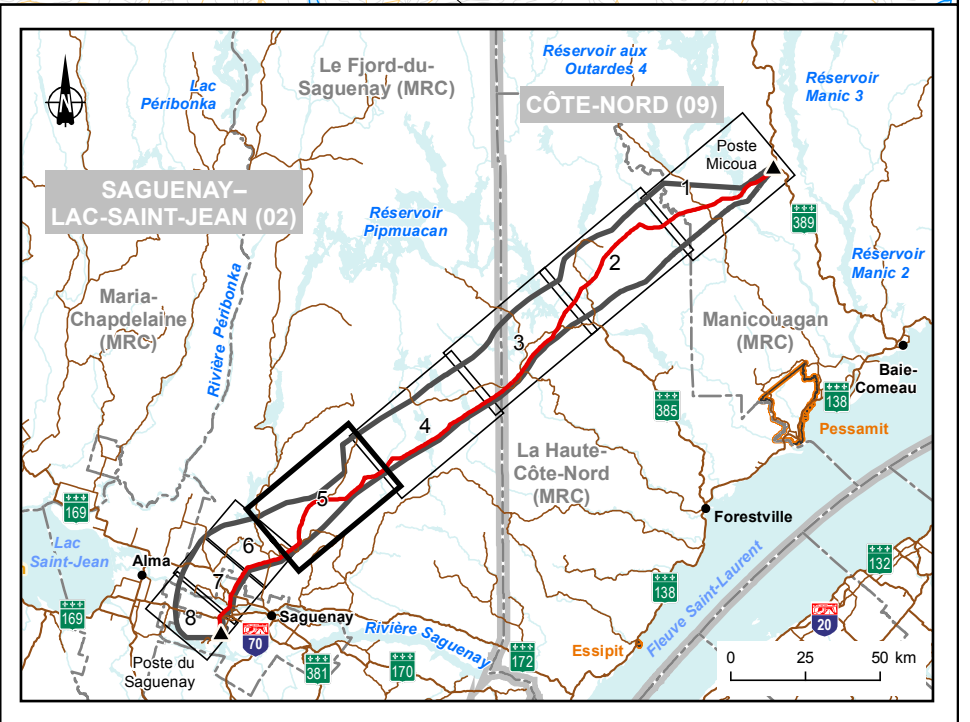 Réservoir aux
Outardes 4
Le Fjord-du-
Saguenay (MRC)
Lac
Péribonka
Réservoir
Manic 3
CÔTE-NORD (09)
N
Poste
Micoua
1
SAGUENAY–
LAC-SAINT-JEAN (02)
389
Réservoir
Pipmuacan
2
Réservoir
Manic 2
Rivière Péribonka
Maria-
Chapdelaine
(MRC)
Manicouagan
(MRC)
3
Baie-
Comeau
138
385
4
Pessamit
La Haute-
Côte-Nord
(MRC)
5
169
Forestville
Lac
Saint-Jean
6
Alma
7
132
138
8
169
Saguenay
20
70
Rivière Saguenay
Fleuve Saint-Laurent
Essipit
172
170
381
Poste du
Saguenay
0 25 50 km